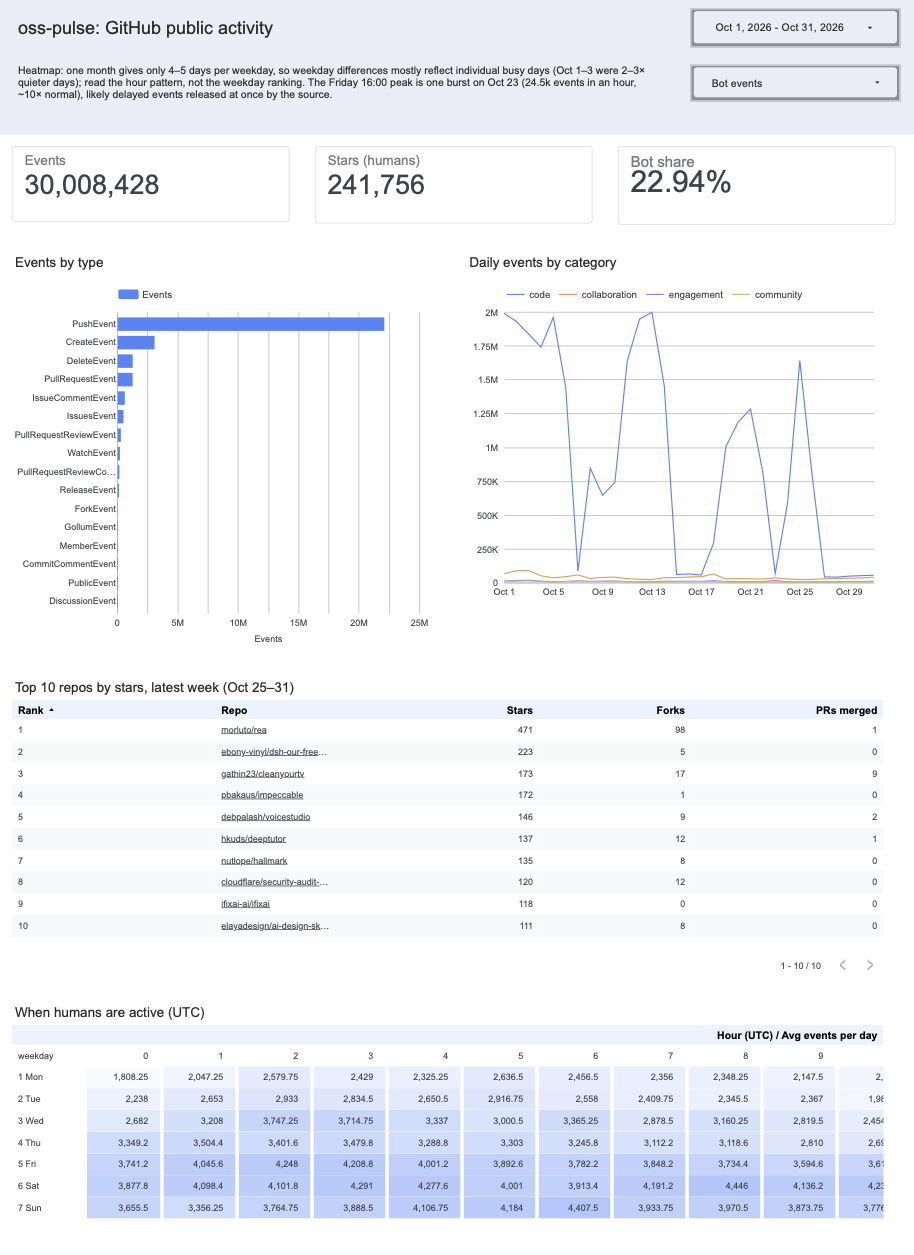 oss-pulse: GitHub public activity
Oct 1, 2026 - Oct 31, 2026
Heatmap: one month gives only 4–5 days per weekday, so weekday differences mostly reflect individual busy days (Oct 1–3 were 2–3×
quieter days); read the hour pattern, not the weekday ranking. The Friday 16:00 peak is one burst on Oct 23 (24.5k events in an hour,
~10× normal), likely delayed events released at once by the source.
Bot events
Events
30,008,428
Stars (humans)
241,756
Bot share
22.94%
Events by type
Events
PushEvent
CreateEvent
DeleteEvent
PullRequestEvent
IssueCommentEvent
IssuesEvent
PullRequestReviewEvent
WatchEvent
PullRequestReviewCo…
ReleaseEvent
ForkEvent
GollumEvent
MemberEvent
CommitCommentEvent
PublicEvent
DiscussionEvent
0 5M 10M 15M 20M 25M
Events
Daily events by category
code collaboration engagement community
2M
1.75M
1.5M
1.25M
1M
750K
500K
250K
0
Oct 1 Oct 5 Oct 9 Oct 13 Oct 17 Oct 21 Oct 25 Oct 29
Top 10 repos by stars, latest week (Oct 25–31)
Rank Repo Stars Forks PRs merged
1 morluto/rea 471 98 1
2 ebony-vinyl/dsh-our-free… 223 5 0
3 gathin23/cleanyourtv 173 17 9
4 pbakaus/impeccable 172 1 0
5 debpalash/voicestudio 146 9 2
6 hkuds/deeptutor 137 12 1
7 nutlope/hallmark 135 8 0
8 cloudflare/security-audit-… 120 12 0
9 ifixai-ai/ifixai 118 0 0
10 elayadesign/ai-design-sk… 111 8 0
1 - 10 / 10
When humans are active (UTC)
Hour (UTC) / Avg events per day
weekday 0 1 2 3 4 5 6 7 8 9
1 Mon 1,808.25 2,047.25 2,579.75 2,429 2,325.25 2,636.5 2,456.5 2,356 2,348.25 2,147.5 2,
2 Tue 2,238 2,653 2,933 2,834.5 2,650.5 2,916.75 2,558 2,409.75 2,345.5 2,367 1,98
3 Wed 2,682 3,208 3,747.25 3,714.75 3,337 3,000.5 3,365.25 2,878.5 3,160.25 2,819.5 2,454
4 Thu 3,349.2 3,504.4 3,401.6 3,479.8 3,288.8 3,303 3,245.8 3,112.2 3,118.6 2,810 2,69
5 Fri 3,741.2 4,045.6 4,248 4,208.8 4,001.2 3,892.6 3,782.2 3,848.2 3,734.4 3,594.6 3,61
6 Sat 3,877.8 4,098.4 4,101.8 4,291 4,277.6 4,001 3,913.4 4,191.2 4,446 4,136.2 4,23
7 Sun 3,655.5 3,356.25 3,764.75 3,888.5 4,106.75 4,184 4,407.5 3,933.75 3,970.5 3,873.75 3,776